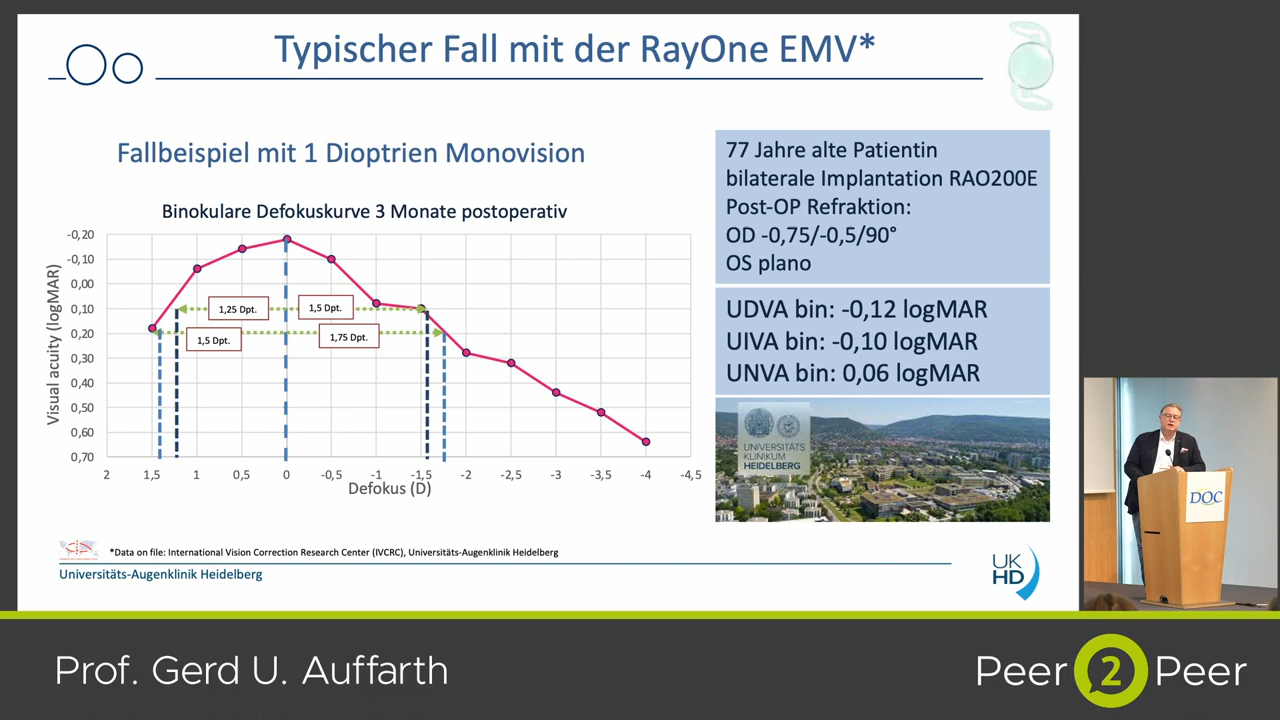 Typischer Fall mit der RayOne EMV*
Fallbeispiel mit 1 Dioptrien Monovision
Binokulare Defokuskurve 3 Monate postoperativ
Visual acuity (logMAR)
-0,20
-0,10
0,00
0,10
0,20
0,30
0,40
0,50
0,60
0,70
1,25 Dpt.
1,5 Dpt.
1,5 Dpt.
1,75 Dpt.
2
1,5
1
0,5
0
-0,5
-1
-1,5
-2
-2,5
-3
-3,5
-4
-4,5
Defokus (D)
77 Jahre alte Patientin
bilaterale Implantation RAO200E
Post-OP Refraktion:
OD -0,75/-0,5/90°
OS plano
UDVA bin: -0,12 logMAR
UIVA bin: -0,10 logMAR
UNVA bin: 0,06 logMAR
UNIVERSITÄTS
KLINIKUM
HEIDELBERG
*Data on file: International Vision Correction Research Center (IVCRC), Universitäts-Augenklinik Heidelberg
Universitäts-Augenklinik Heidelberg
UK
HD
DOC
Prof. Gerd U. Auffarth
Peer 2 Peer